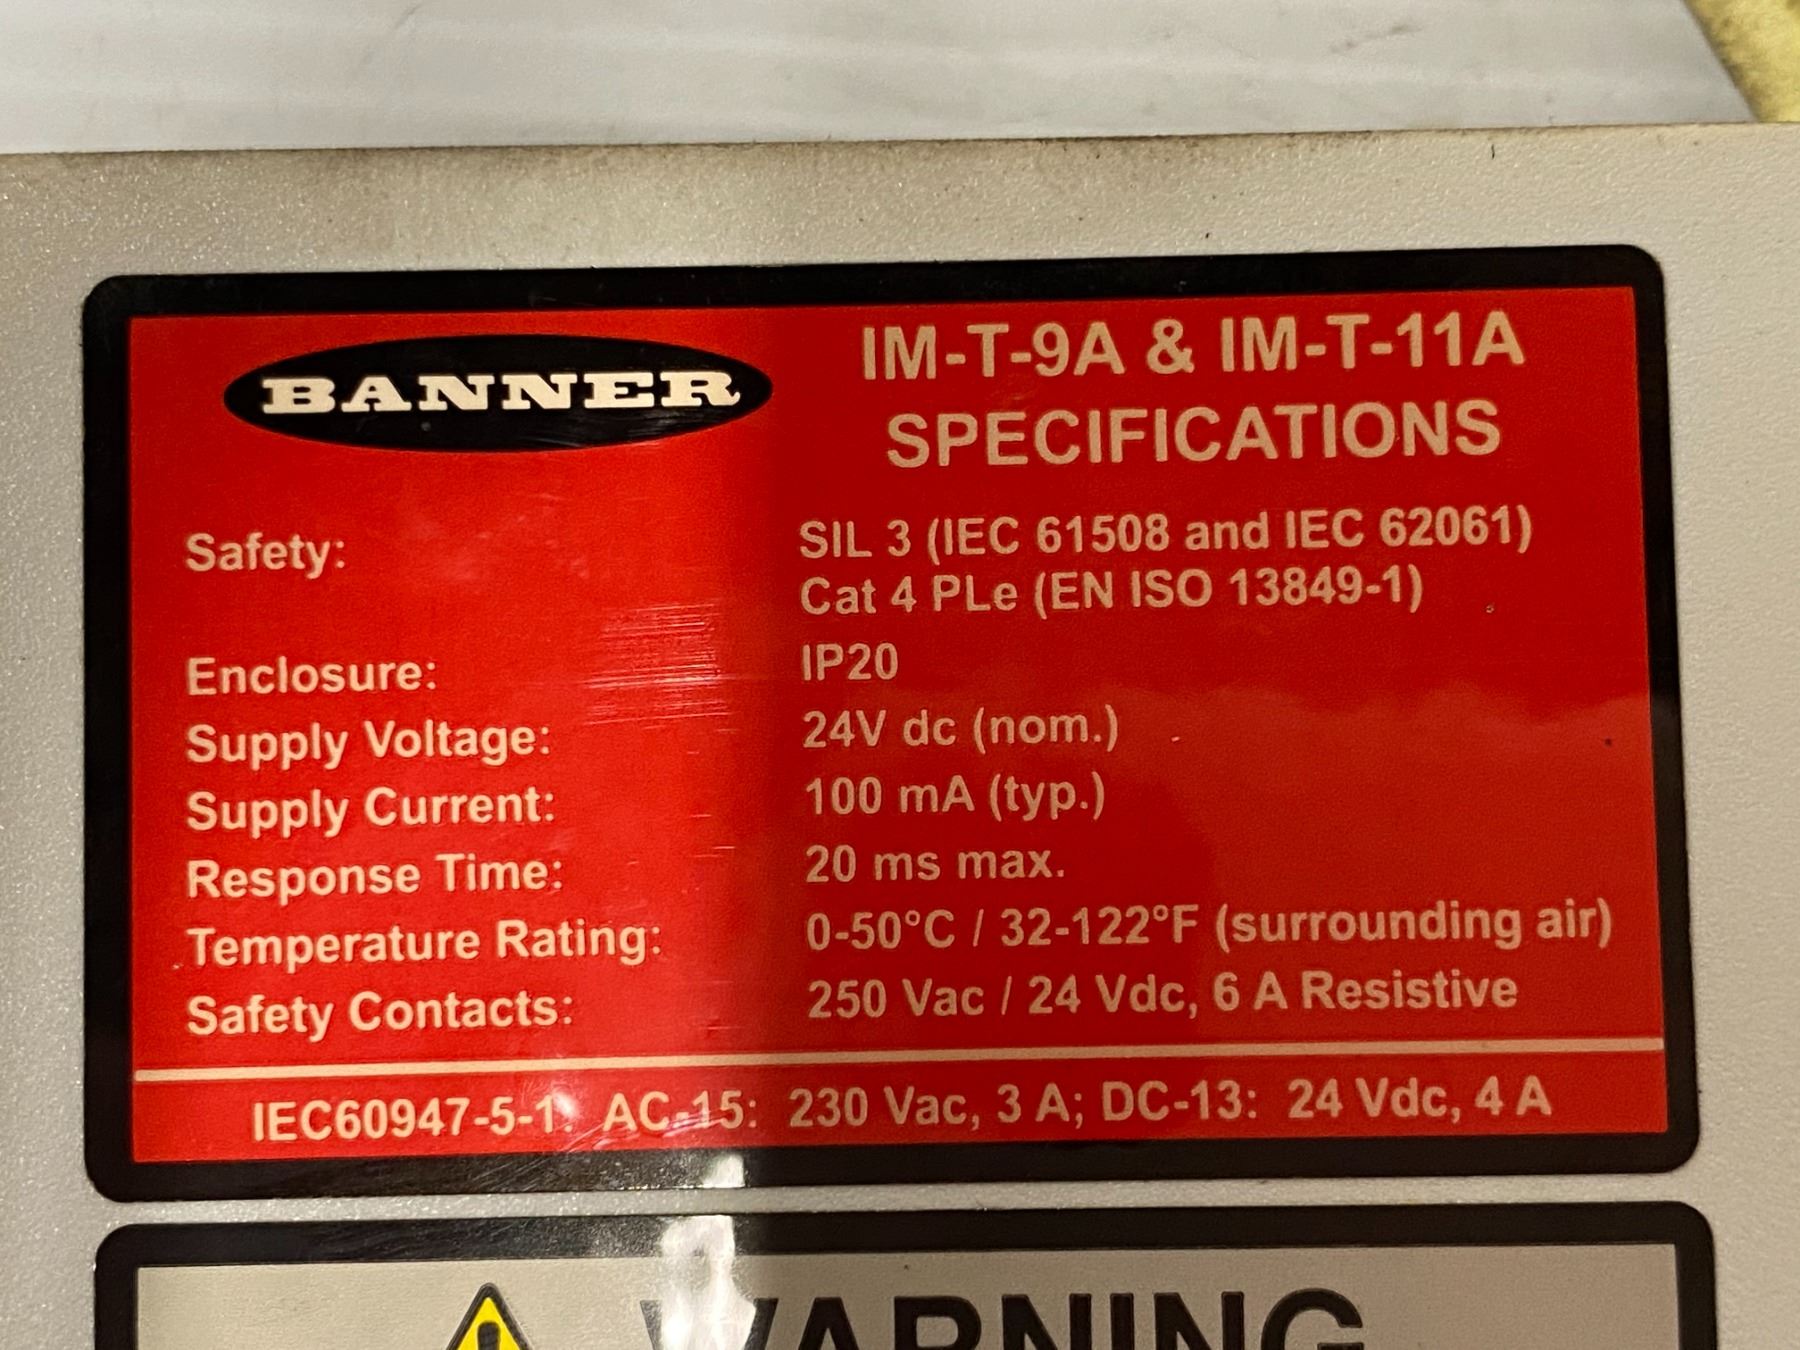 BANNER
IM-T-9A & IM-T-11A
SPECIFICATIONS
Safety: SIL 3 (IEC 61508 and IEC 62061)
Cat 4 PLe (EN ISO 13849-1)
Enclosure: IP20
Supply Voltage: 24V dc (nom.)
Supply Current: 100 mA (typ.)
Response Time: 20 ms max.
Temperature Rating: 0-50°C / 32-122°F (surrounding air)
Safety Contacts: 250 Vac / 24 Vdc, 6 A Resistive
IEC60947-5-1: AC-15: 230 Vac, 3 A; DC-13: 24 Vdc, 4 A
WARNING